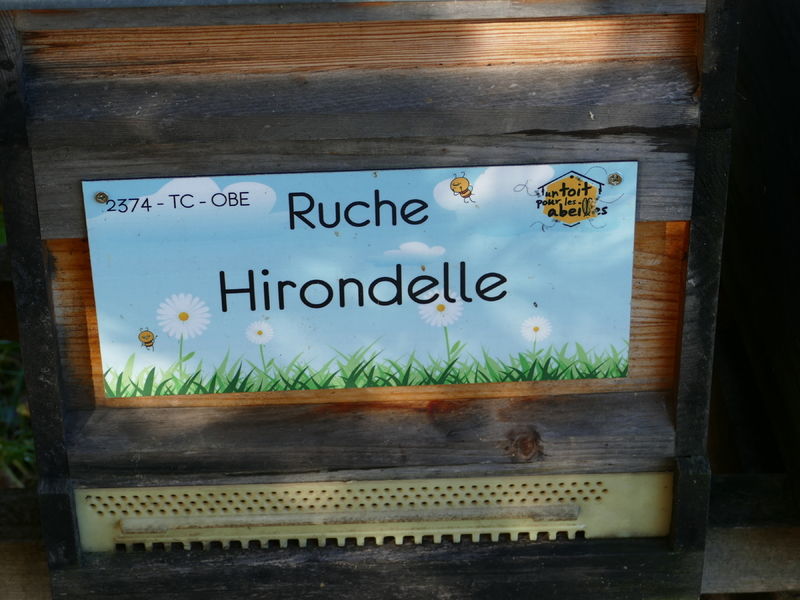 2374 - TC - OBE
Ruche
Hirondelle
un toit
pour les
abeilles